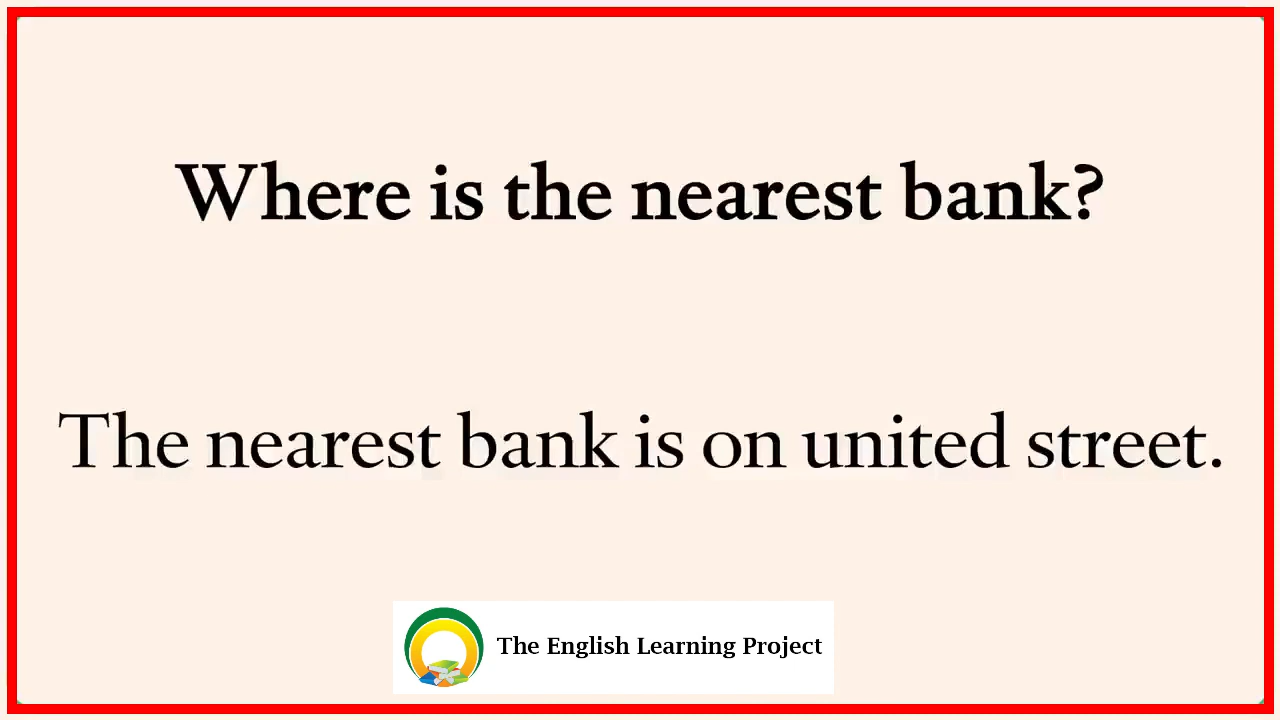 Where is the nearest bank?
The nearest bank is on united street.
The English Learning Project